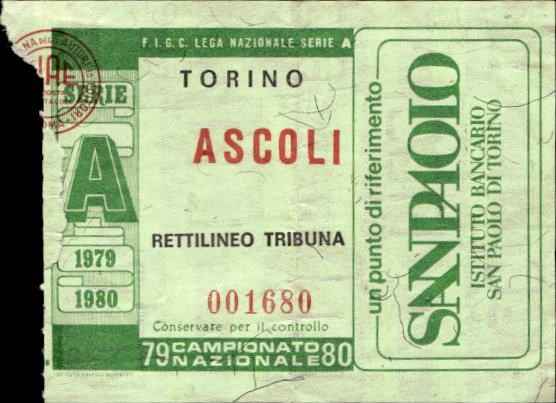 F.I.G.C. LEGA NAZIONALE SERIE A
TORINO
ASCOLI
RETTILINEO TRIBUNA
001680
Conservare per il controllo
79 CAMPIONATO NAZIONALE 80
SERIE
A
1979
1980
un punto di riferimento
SANPAOLO
ISTITUTO BANCARIO
SAN PAOLO DI TORINO